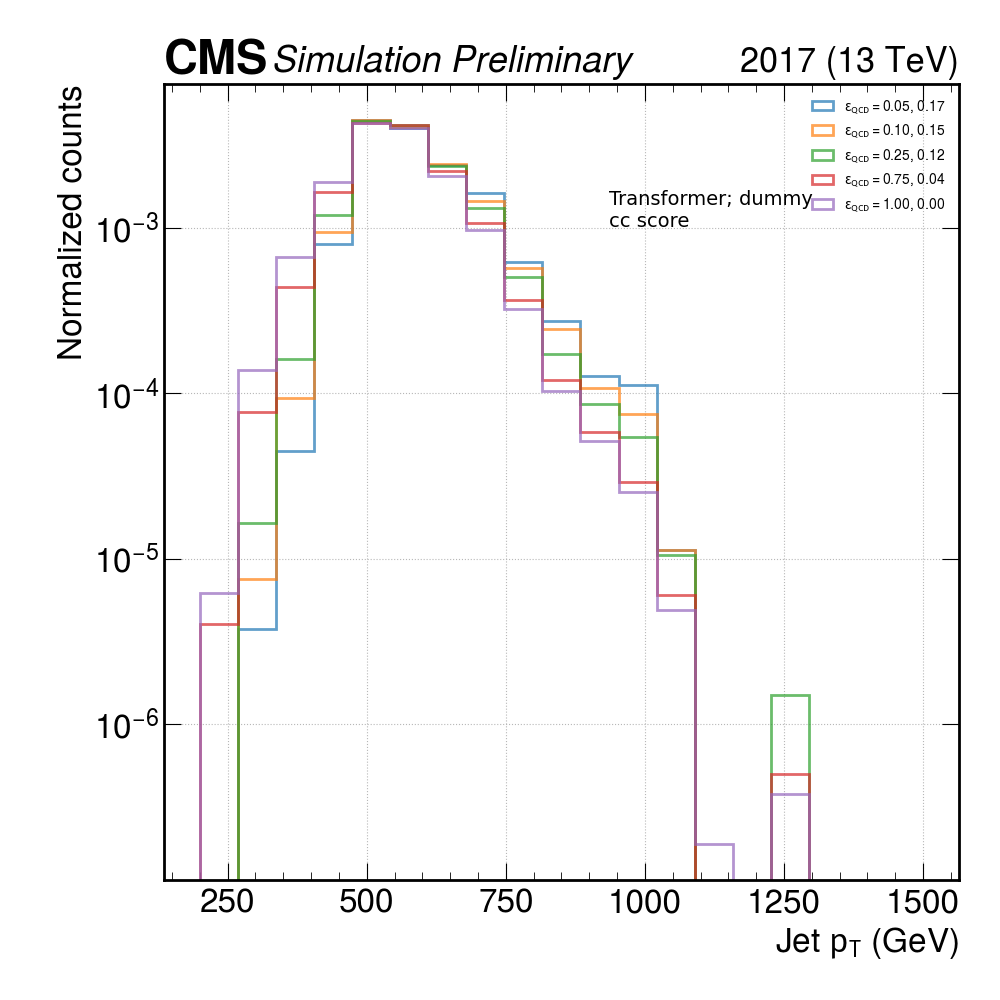 CMS Simulation Preliminary 2017 (13 TeV)
Normalized counts
ε_QCD = 0.05, 0.17
ε_QCD = 0.10, 0.15
ε_QCD = 0.25, 0.12
ε_QCD = 0.75, 0.04
ε_QCD = 1.00, 0.00
Transformer; dummy
cc score
10⁻³
10⁻⁴
10⁻⁵
10⁻⁶
250 500 750 1000 1250 1500
Jet p_T (GeV)